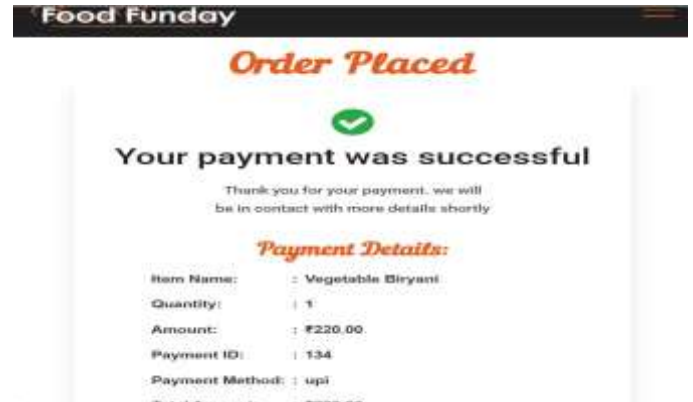 Food Funday
Order Placed
Your payment was successful
Thank you for your payment. we will
be in contact with more details shortly
Payment Details:
Item Name: : Vegetable Biryani
Quantity: : 1
Amount: : ₹220.00
Payment ID: : 134
Payment Method: : upi